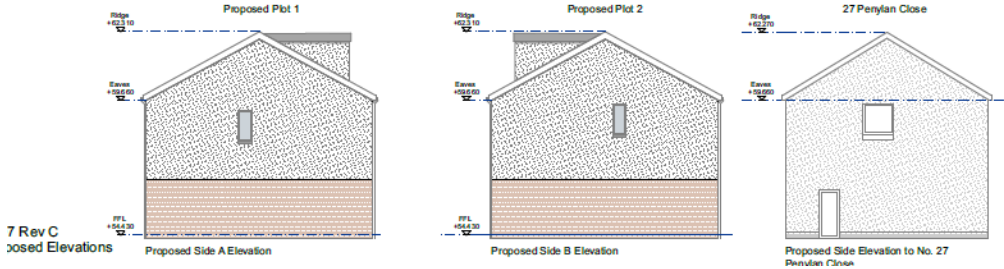 Proposed Plot 1
Proposed Plot 2
27 Penylan Close
Ridge
+62.310
Ridge
+62.310
Ridge
+62.270
Eaves
+59.660
Eaves
+59.660
Eaves
+59.660
FFL
+54.430
FFL
+54.430
7 Rev C
posed Elevations
Proposed Side A Elevation
Proposed Side B Elevation
Proposed Side Elevation to No. 27
Penylan Close